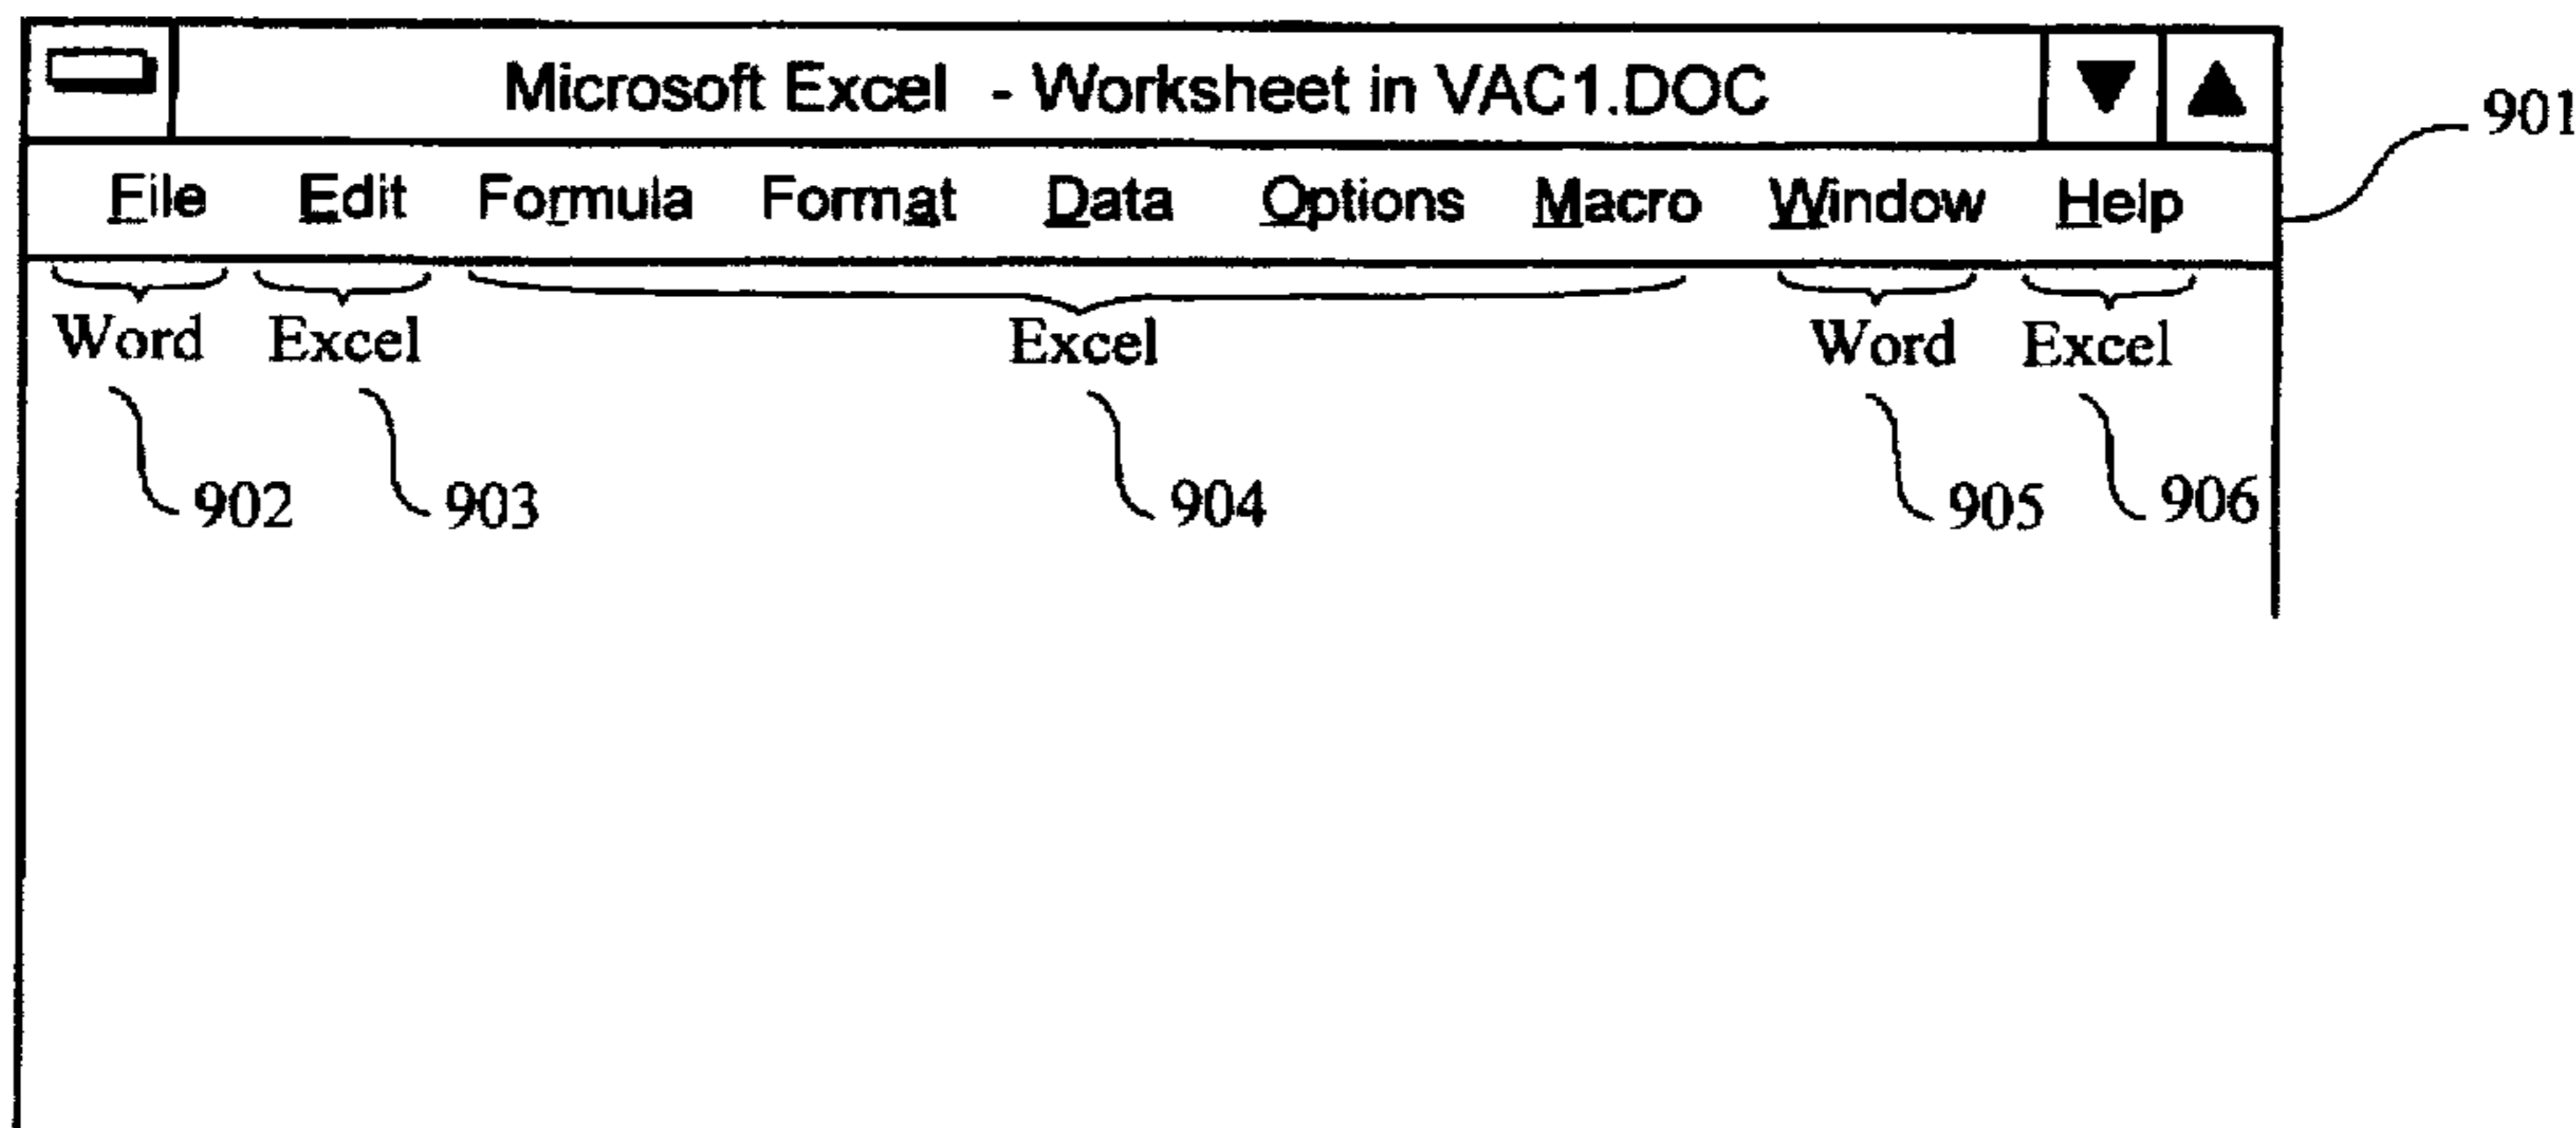 Microsoft Excel - Worksheet in VAC1.DOC
901
File Edit Formula Format Data Options Macro Window Help
Word Excel Excel Word Excel
902 903 904 905 906